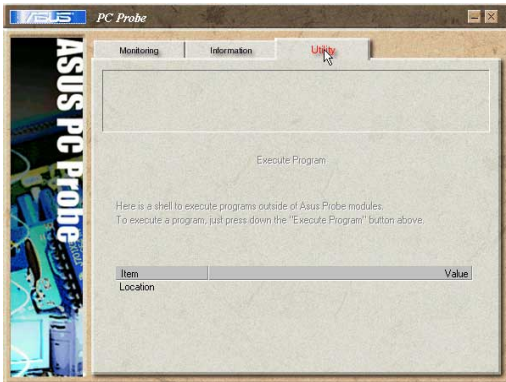 ASUS PC Probe
ASUS PC Probe
Monitoring Information Utility
Execute Program
Here is a shell to execute programs outside of Asus Probe modules.
To execute a program, just press down the "Execute Program" button above.
Item Value
Location